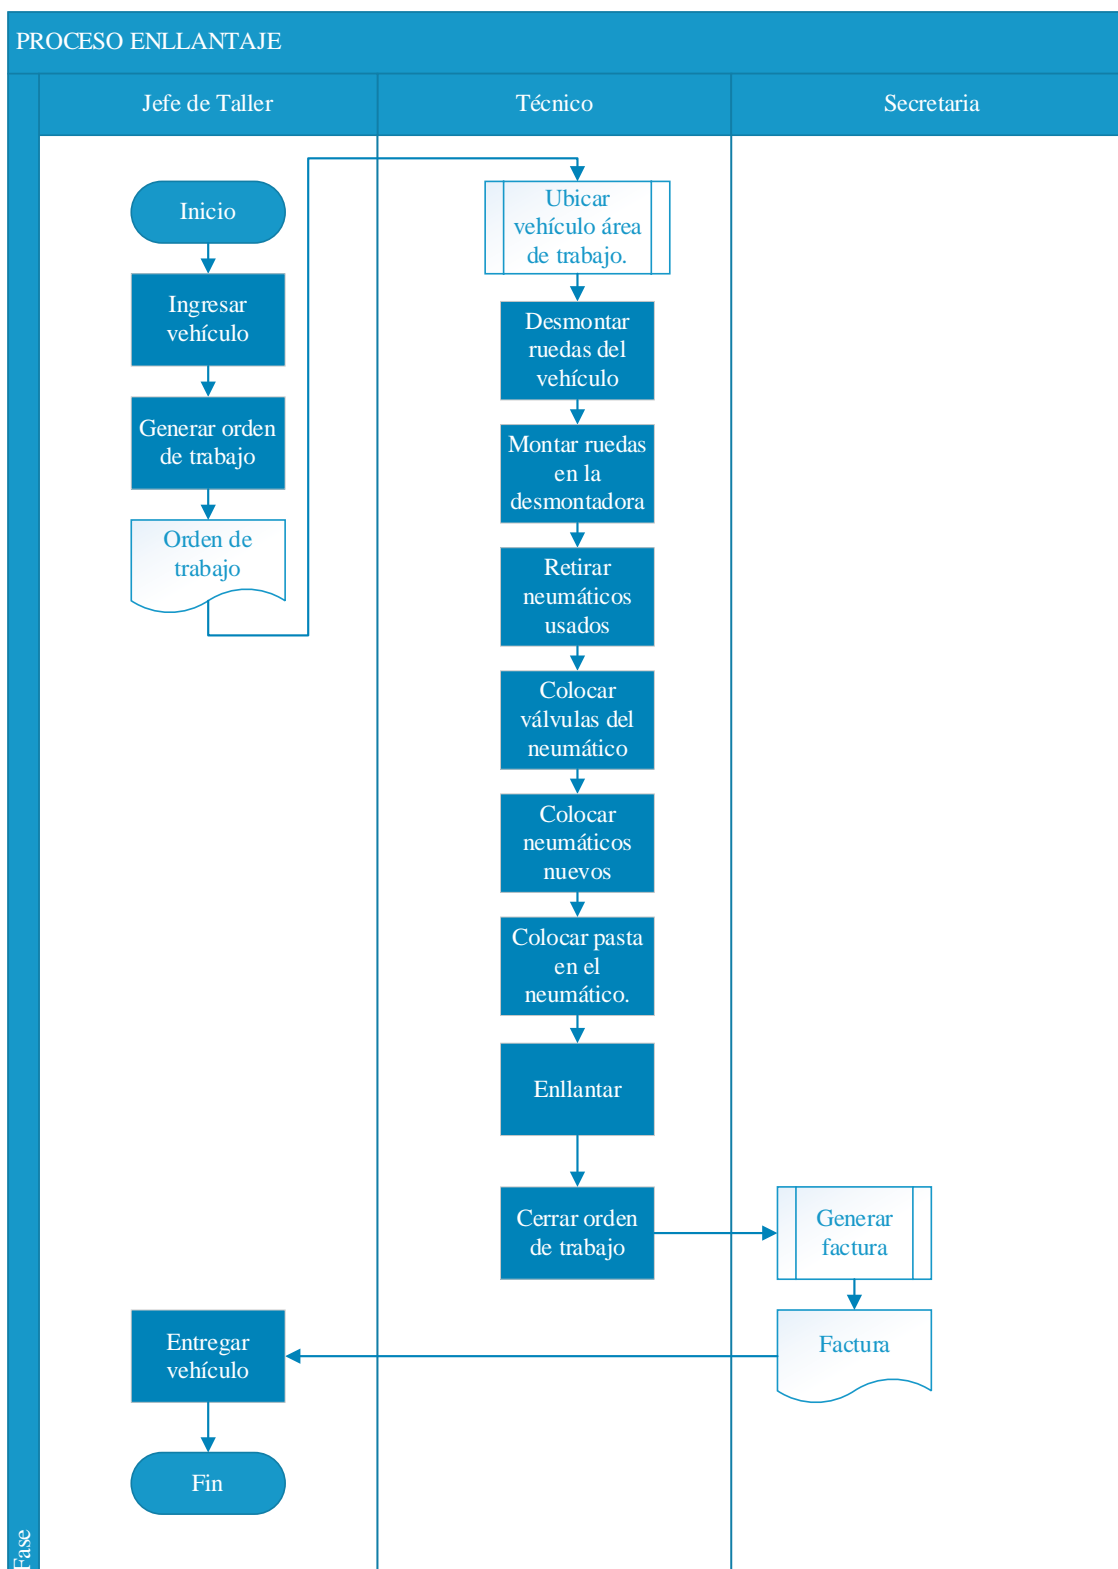 PROCESO ENLLANTAJE
Jefe de Taller
Técnico
Secretaria
Inicio
Ingresar
vehículo
Generar orden
de trabajo
Orden de
trabajo
Ubicar
vehículo área
de trabajo.
Desmontar
ruedas del
vehículo
Montar ruedas
en la
desmontadora
Retirar
neumáticos
usados
Colocar
válvulas del
neumático
Colocar
neumáticos
nuevos
Colocar pasta
en el
neumático.
Enllantar
Cerrar orden
de trabajo
Generar
factura
Factura
Entregar
vehículo
Fin
Fase